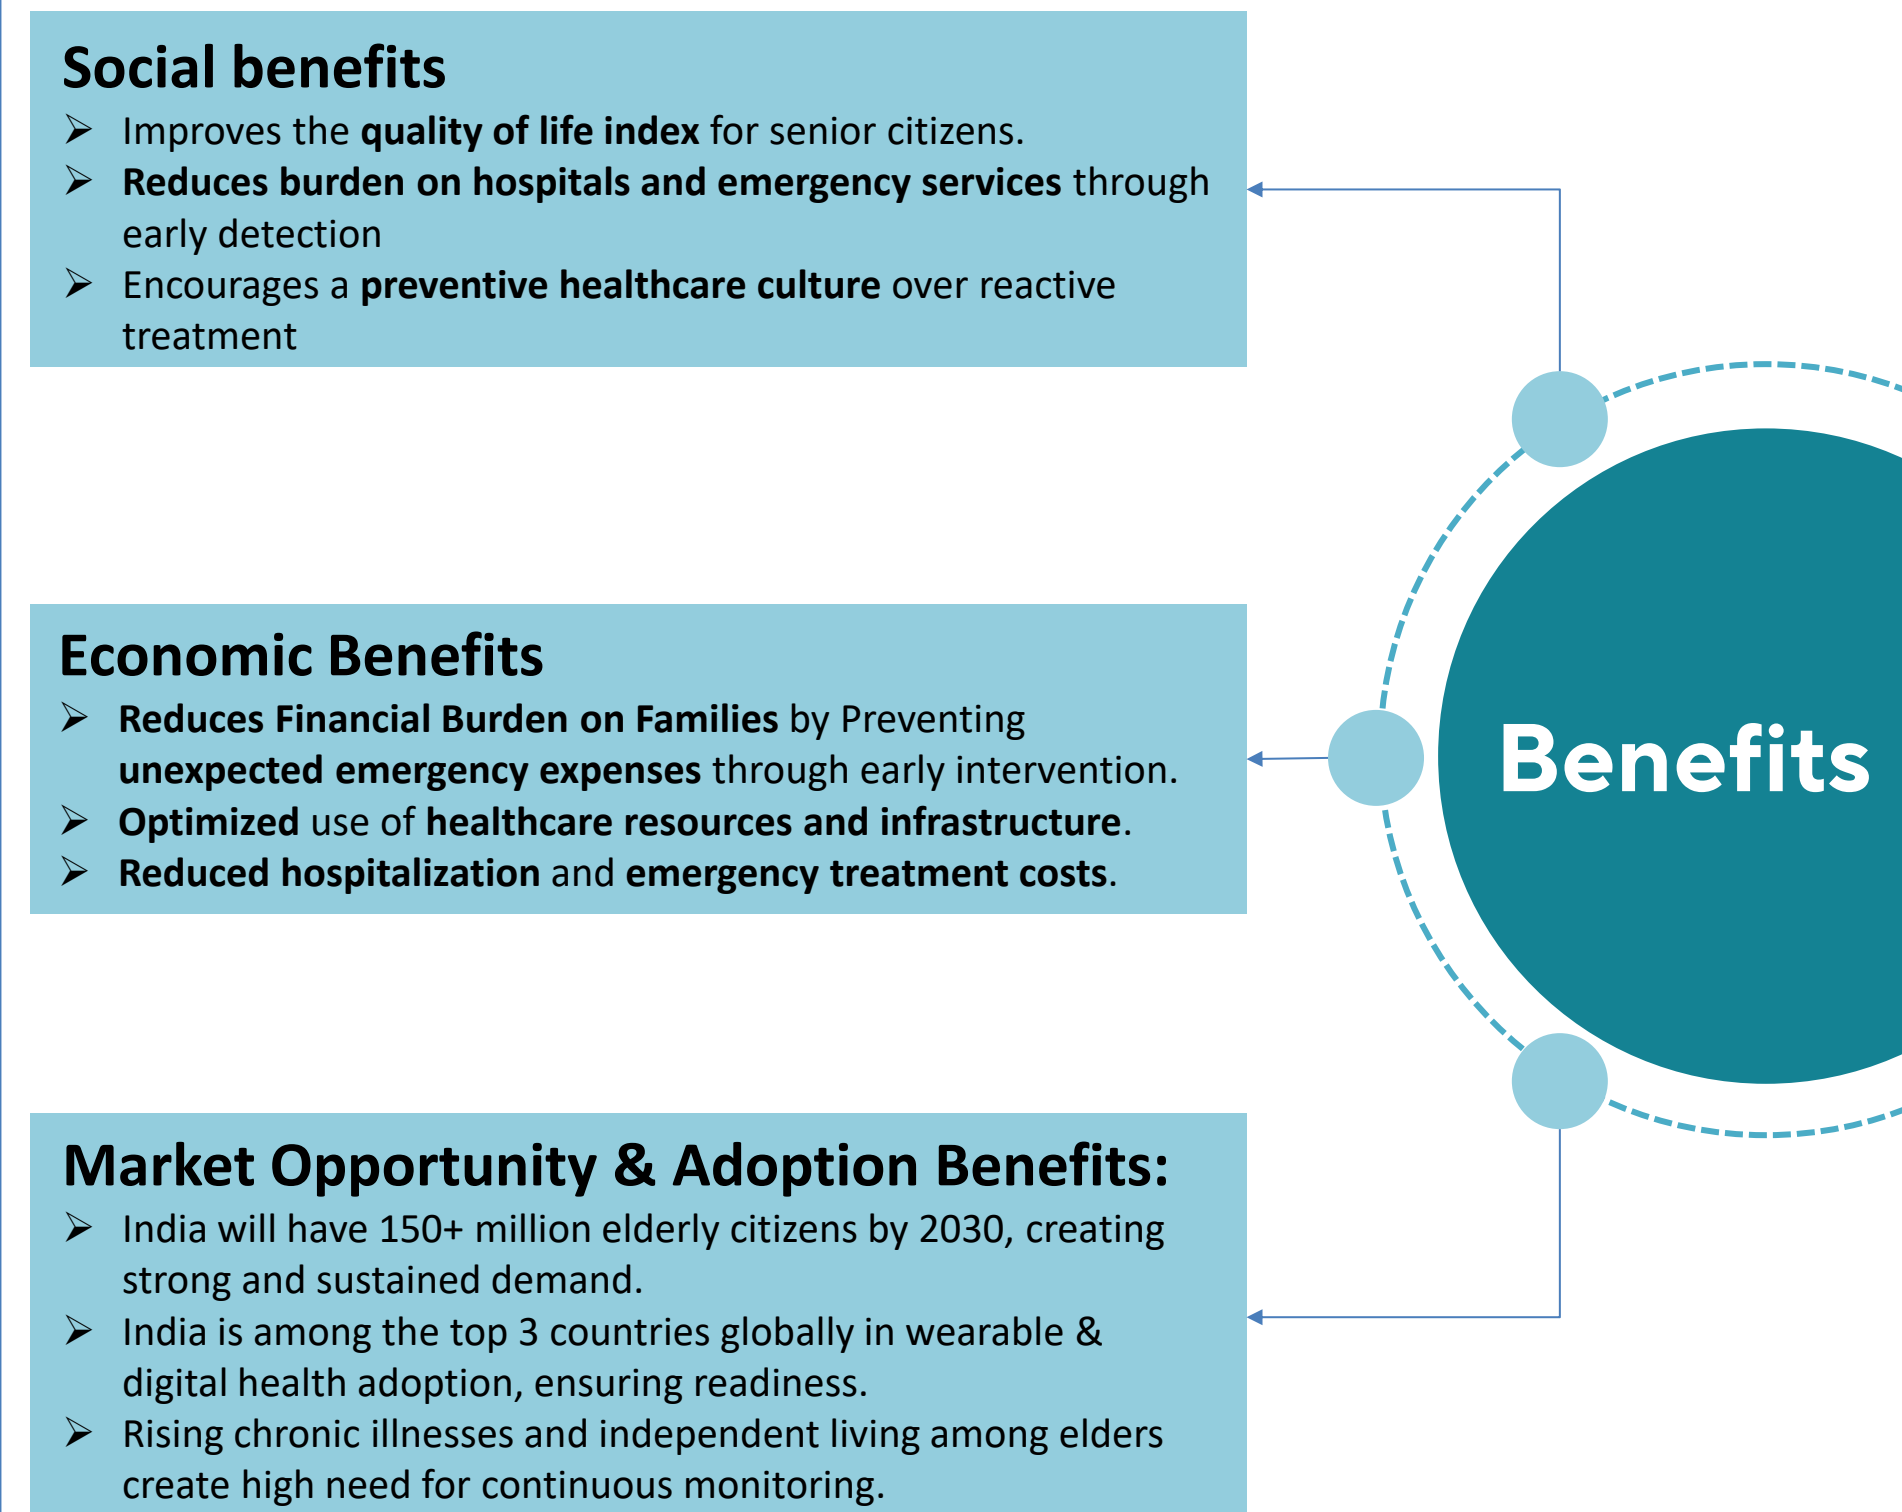 Social benefits
➢ Improves the quality of life index for senior citizens.
➢ Reduces burden on hospitals and emergency services through
early detection
➢ Encourages a preventive healthcare culture over reactive
treatment
Economic Benefits
➢ Reduces Financial Burden on Families by Preventing
unexpected emergency expenses through early intervention.
➢ Optimized use of healthcare resources and infrastructure.
➢ Reduced hospitalization and emergency treatment costs.
Benefits
Market Opportunity & Adoption Benefits:
➢ India will have 150+ million elderly citizens by 2030, creating
strong and sustained demand.
➢ India is among the top 3 countries globally in wearable &
digital health adoption, ensuring readiness.
➢ Rising chronic illnesses and independent living among elders
create high need for continuous monitoring.